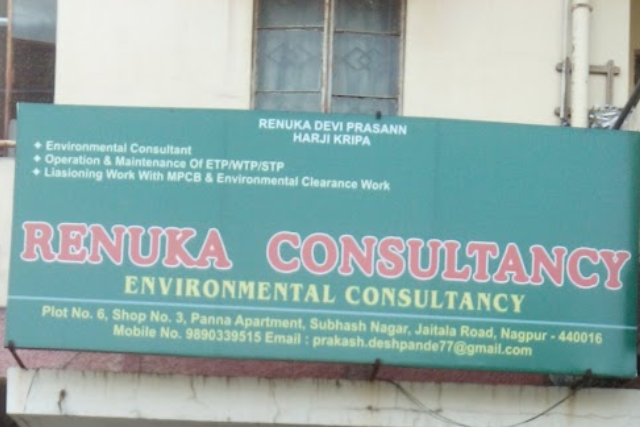 RENUKA DEVI PRASANN
HARJI KRIPA
❖ Environmental Consultant
❖ Operation & Maintenance Of ETP/WTP/STP
❖ Liasioning Work With MPCB & Environmental Clearance Work
RENUKA CONSULTANCY
ENVIRONMENTAL CONSULTANCY
Plot No. 6, Shop No. 3, Panna Apartment, Subhash Nagar, Jaitala Road, Nagpur - 440016
Mobile No. 9890339515 Email : prakash.deshpande77@gmail.com